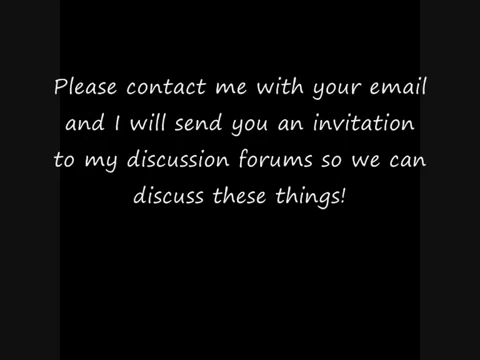 Please contact me with your email
and I will send you an invitation
to my discussion forums so we can
discuss these things!